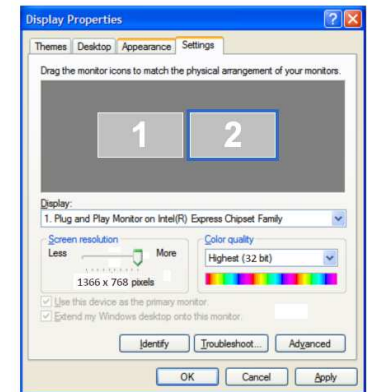 Display Properties
Themes Desktop Appearance Settings
Drag the monitor icons to match the physical arrangement of your monitors.
1 2
Display:
1. Plug and Play Monitor on Intel(R) Express Chipset Family
Screen resolution
Less More
1366 x 768 pixels
Color quality
Highest (32 bit)
Use this device as the primary monitor.
Extend my Windows desktop onto this monitor.
Identify Troubleshoot... Advanced
OK Cancel Apply